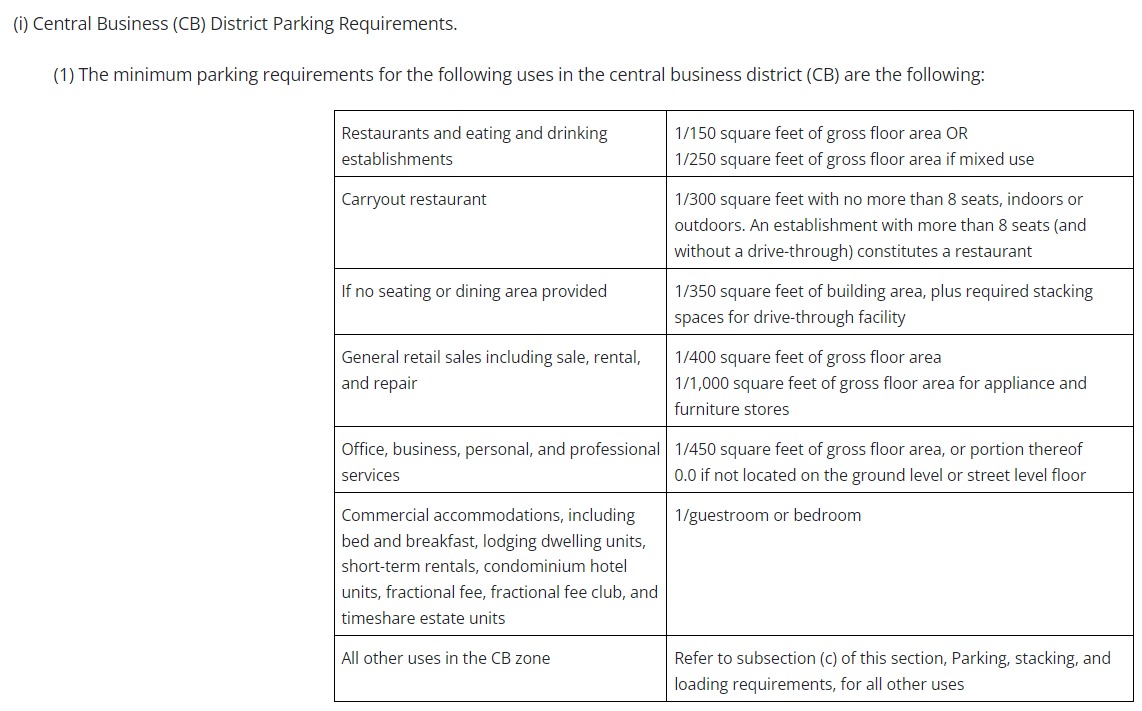 (i) Central Business (CB) District Parking Requirements.
(1) The minimum parking requirements for the following uses in the central business district (CB) are the following:
Restaurants and eating and drinking
establishments
1/150 square feet of gross floor area OR
1/250 square feet of gross floor area if mixed use
Carryout restaurant
1/300 square feet with no more than 8 seats, indoors or
outdoors. An establishment with more than 8 seats (and
without a drive-through) constitutes a restaurant
If no seating or dining area provided
1/350 square feet of building area, plus required stacking
spaces for drive-through facility
General retail sales including sale, rental,
and repair
1/400 square feet of gross floor area
1/1,000 square feet of gross floor area for appliance and
furniture stores
Office, business, personal, and professional
services
1/450 square feet of gross floor area, or portion thereof
0.0 if not located on the ground level or street level floor
Commercial accommodations, including
bed and breakfast, lodging dwelling units,
short-term rentals, condominium hotel
units, fractional fee, fractional fee club, and
timeshare estate units
1/guestroom or bedroom
All other uses in the CB zone
Refer to subsection (c) of this section, Parking, stacking, and
loading requirements, for all other uses